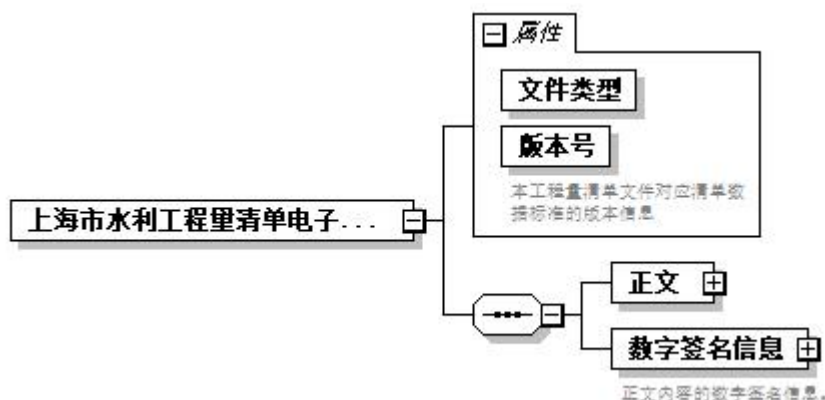 属性
文件类型
版本号
本工程量清单文件对应清单数
据标准的版本信息
上海市水利工程量清单电子...
正文
数字签名信息
正文内容的数字签名信息。